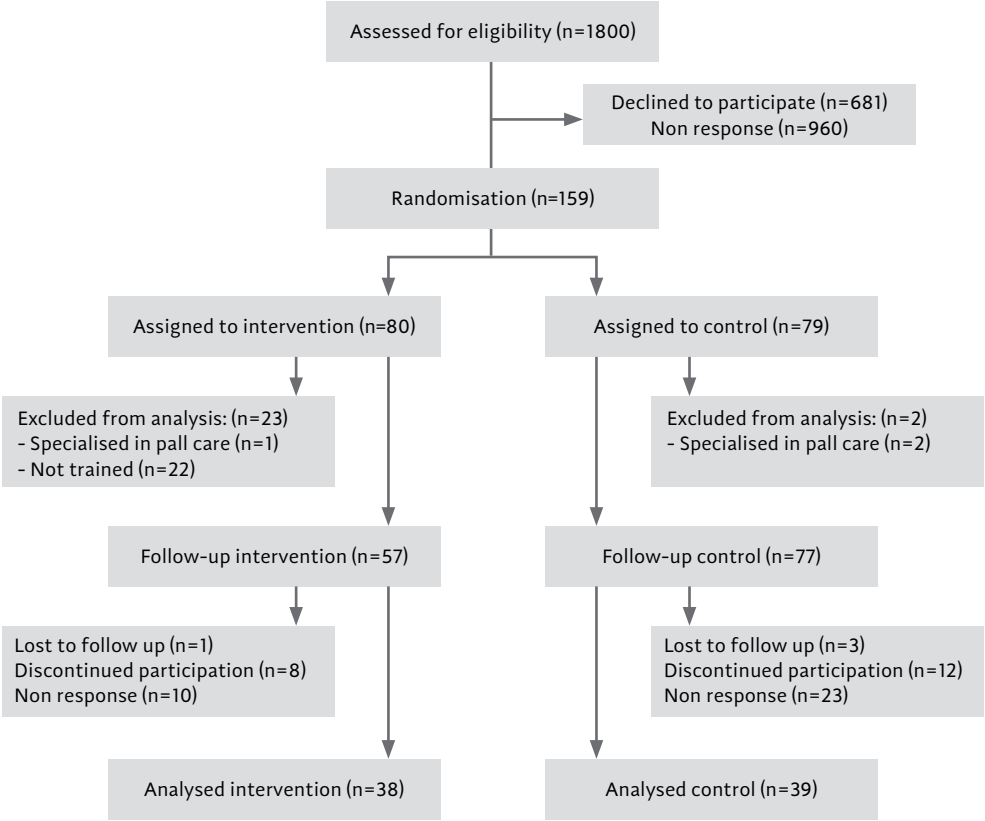 Assessed for eligibility (n=1800)
Declined to participate (n=681)
Non response (n=960)
Randomisation (n=159)
Assigned to intervention (n=80)
Assigned to control (n=79)
Excluded from analysis: (n=23)
- Specialised in pall care (n=1)
- Not trained (n=22)
Excluded from analysis: (n=2)
- Specialised in pall care (n=2)
Follow-up intervention (n=57)
Follow-up control (n=77)
Lost to follow up (n=1)
Discontinued participation (n=8)
Non response (n=10)
Lost to follow up (n=3)
Discontinued participation (n=12)
Non response (n=23)
Analysed intervention (n=38)
Analysed control (n=39)